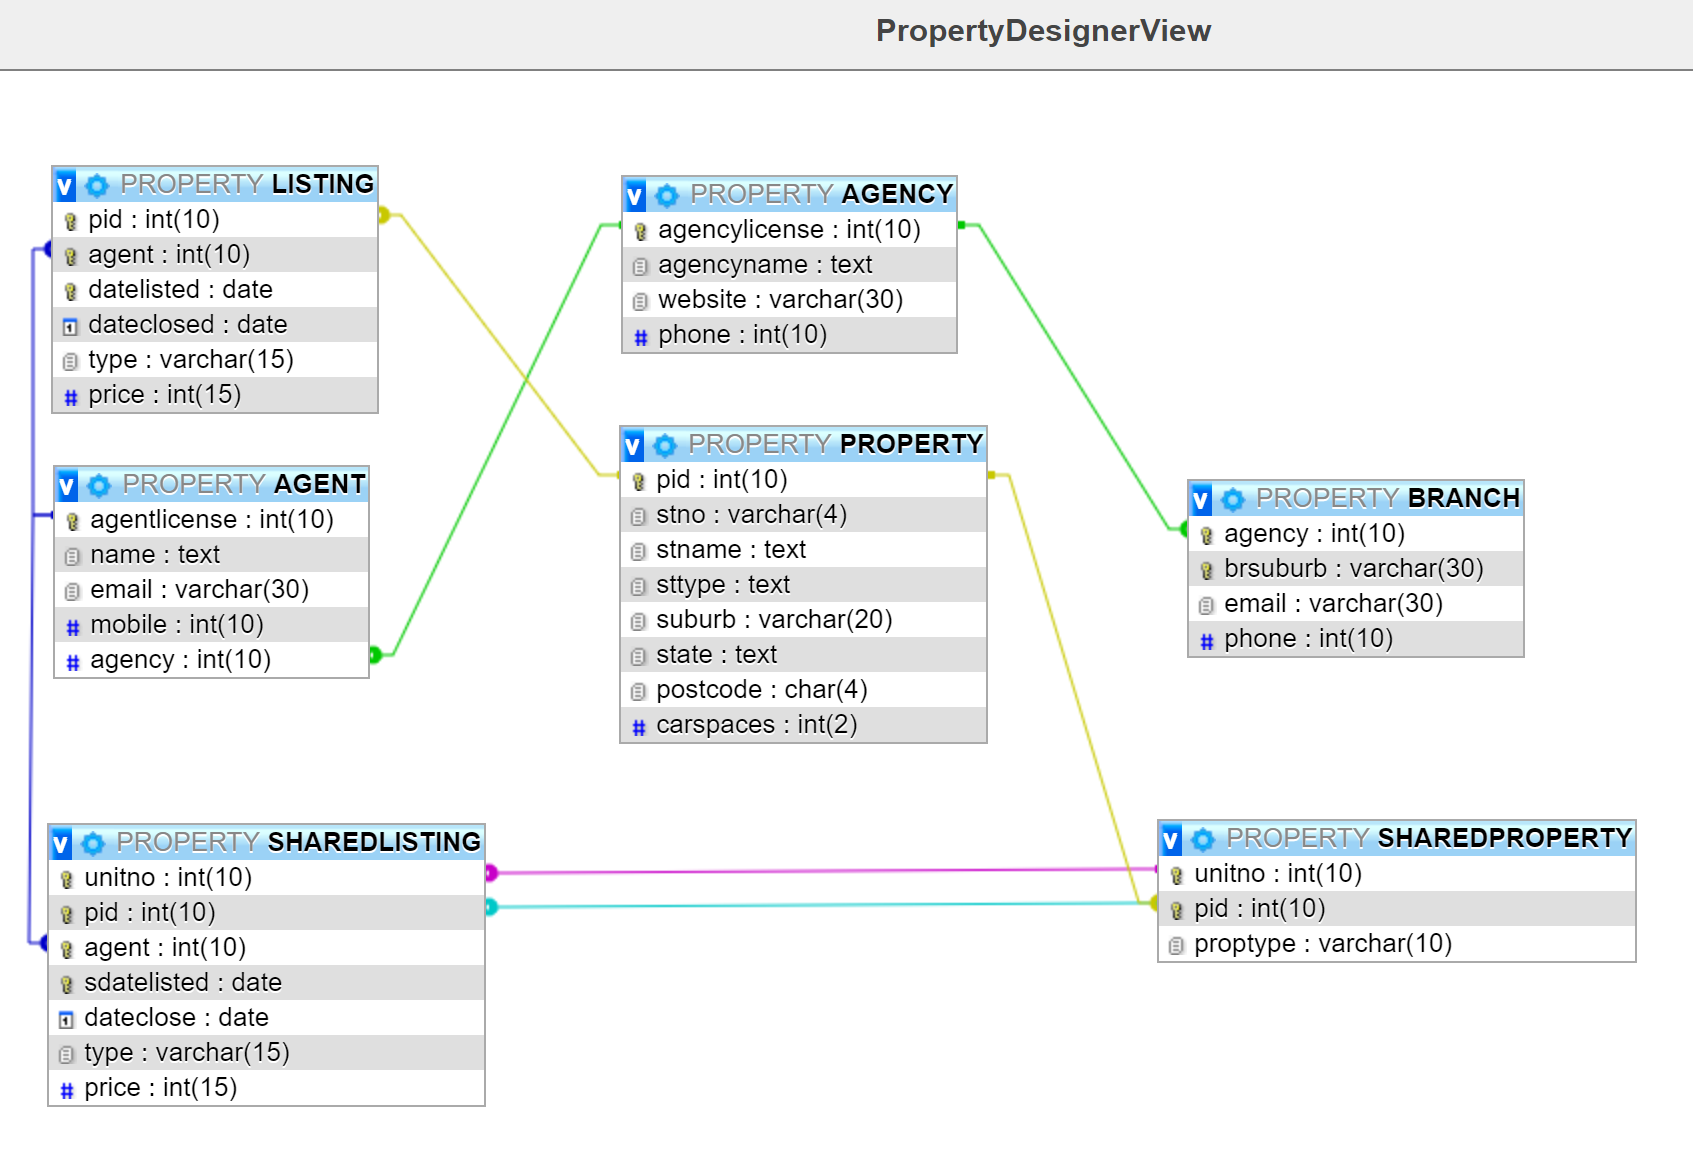 PropertyDesignerView
v PROPERTY LISTING
pid : int(10)
agent : int(10)
datelisted : date
dateclosed : date
type : varchar(15)
# price : int(15)
v PROPERTY AGENCY
agencylicense : int(10)
agencyname : text
website : varchar(30)
# phone : int(10)
v PROPERTY AGENT
agentlicense : int(10)
name : text
email : varchar(30)
# mobile : int(10)
# agency : int(10)
v PROPERTY PROPERTY
pid : int(10)
stno : varchar(4)
stname : text
sttype : text
suburb : varchar(20)
state : text
postcode : char(4)
# carspaces : int(2)
v PROPERTY BRANCH
agency : int(10)
brsuburb : varchar(30)
email : varchar(30)
# phone : int(10)
v PROPERTY SHAREDLISTING
unitno : int(10)
pid : int(10)
agent : int(10)
sdatelisted : date
dateclose : date
type : varchar(15)
# price : int(15)
v PROPERTY SHAREDPROPERTY
unitno : int(10)
pid : int(10)
proptype : varchar(10)